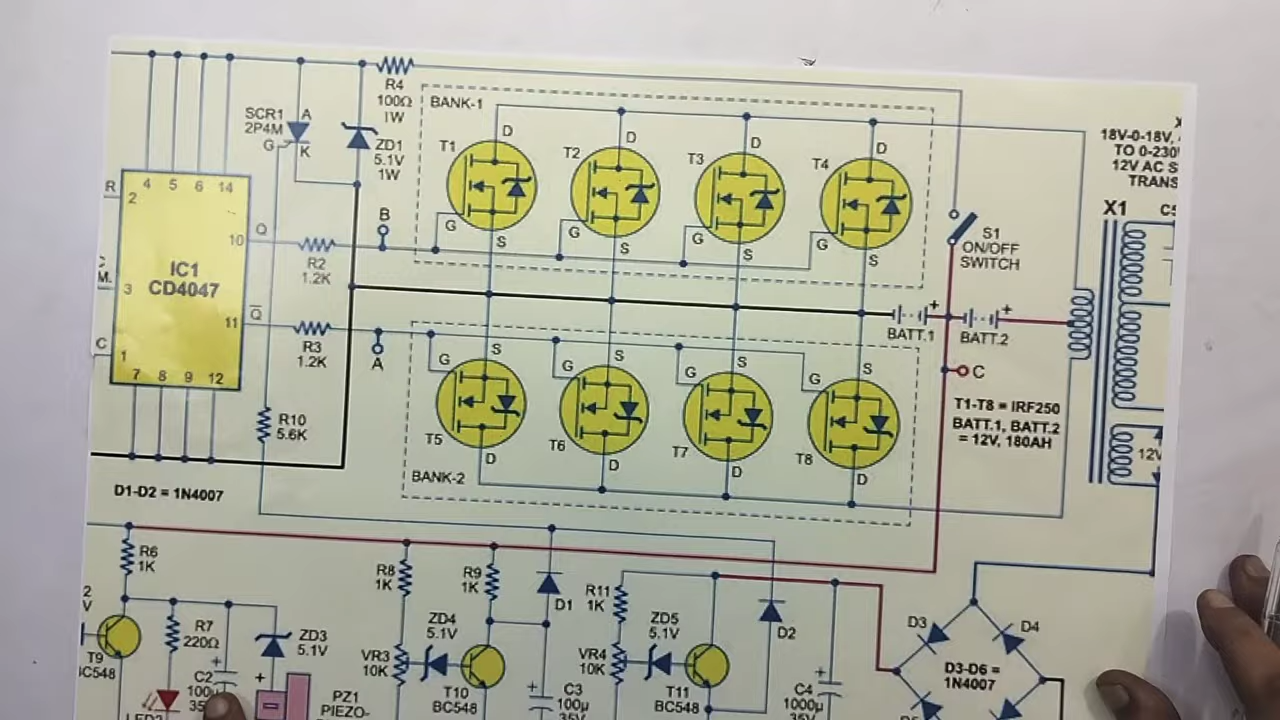 R4
100Ω
1W
BANK-1
SCR1
2P4M
A
G
K
ZD1
5.1V
1W
T1
D
G
S
T2
D
G
S
T3
D
G
S
T4
D
G
S
18V-0-18V,
TO 0-230
12V AC S
TRANS
X1
S1
ON/OFF
SWITCH
R
2
4
5
6
14
10
Q
R2
1.2K
B
IC1
CD4047
M.
3
11
Q̅
R3
1.2K
A
C
1
7
8
9
12
+
BATT.1
+
BATT.2
C
R10
5.6K
T5
G
S
D
T6
G
S
D
T7
G
S
D
T8
G
S
D
BANK-2
T1-T8 = IRF250
BATT.1, BATT.2
= 12V, 180AH
12V
D1-D2 = 1N4007
R6
1K
R8
1K
R9
1K
D1
R11
1K
D2
2
V
R7
220Ω
ZD3
5.1V
ZD4
5.1V
ZD5
5.1V
D3
D4
D3-D6 =
1N4007
T9
BC548
VR3
10K
T10
BC548
VR4
10K
T11
BC548
+
C2
100µ
35V
+
PZ1
PIEZO-
+
C3
100µ
35V
+
C4
1000µ
35V
LED2